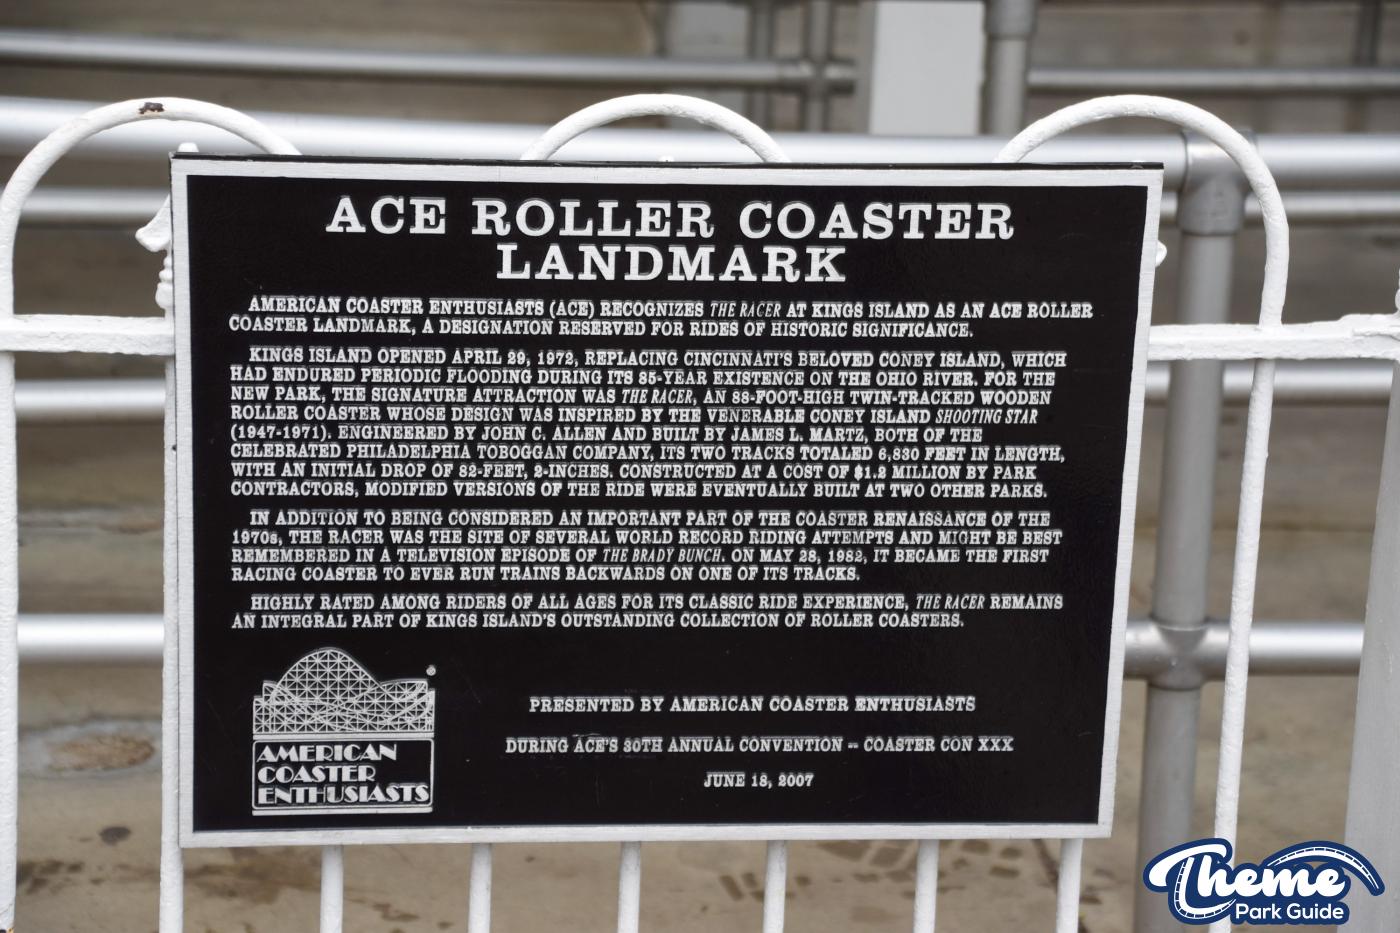 ACE ROLLER COASTER
LANDMARK
AMERICAN COASTER ENTHUSIASTS (ACE) RECOGNIZES THE RACER AT KINGS ISLAND AS AN ACE ROLLER
COASTER LANDMARK, A DESIGNATION RESERVED FOR RIDES OF HISTORIC SIGNIFICANCE.
KINGS ISLAND OPENED APRIL 29, 1972, REPLACING CINCINNATI'S BELOVED CONEY ISLAND, WHICH
HAD ENDURED PERIODIC FLOODING DURING ITS 85-YEAR EXISTENCE ON THE OHIO RIVER. FOR THE
NEW PARK, THE SIGNATURE ATTRACTION WAS THE RACER, AN 88-FOOT-HIGH TWIN-TRACKED WOODEN
ROLLER COASTER WHOSE DESIGN WAS INSPIRED BY THE VENERABLE CONEY ISLAND SHOOTING STAR
(1947-1971). ENGINEERED BY JOHN C. ALLEN AND BUILT BY JAMES L. MARTZ, BOTH OF THE
CELEBRATED PHILADELPHIA TOBOGGAN COMPANY, ITS TWO TRACKS TOTALED 6,830 FEET IN LENGTH,
WITH AN INITIAL DROP OF 82-FEET, 2-INCHES. CONSTRUCTED AT A COST OF $1.2 MILLION BY PARK
CONTRACTORS, MODIFIED VERSIONS OF THE RIDE WERE EVENTUALLY BUILT AT TWO OTHER PARKS.
IN ADDITION TO BEING CONSIDERED AN IMPORTANT PART OF THE COASTER RENAISSANCE OF THE
1970s, THE RACER WAS THE SITE OF SEVERAL WORLD RECORD RIDING ATTEMPTS AND MIGHT BE BEST
REMEMBERED IN A TELEVISION EPISODE OF THE BRADY BUNCH. ON MAY 28, 1982, IT BECAME THE FIRST
RACING COASTER TO EVER RUN TRAINS BACKWARDS ON ONE OF ITS TRACKS.
HIGHLY RATED AMONG RIDERS OF ALL AGES FOR ITS CLASSIC RIDE EXPERIENCE, THE RACER REMAINS
AN INTEGRAL PART OF KINGS ISLAND'S OUTSTANDING COLLECTION OF ROLLER COASTERS.
PRESENTED BY AMERICAN COASTER ENTHUSIASTS
DURING ACE'S 30TH ANNUAL CONVENTION -- COASTER CON XXX
JUNE 18, 2007
AMERICAN
COASTER
ENTHUSIASTS
Theme
Park Guide